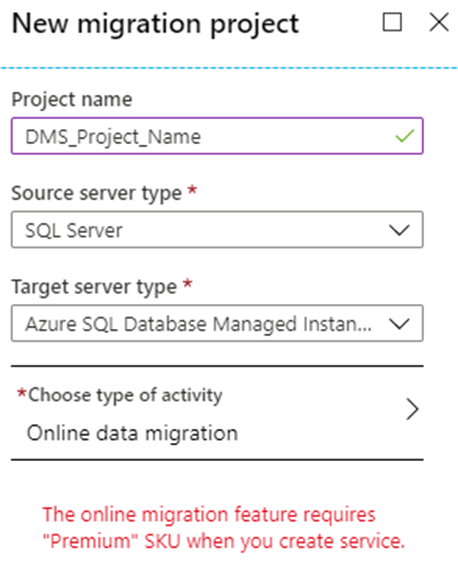 New migration project
Project name
DMS_Project_Name
Source server type *
SQL Server
Target server type *
Azure SQL Database Managed Instan...
*Choose type of activity
Online data migration
The online migration feature requires
"Premium" SKU when you create service.